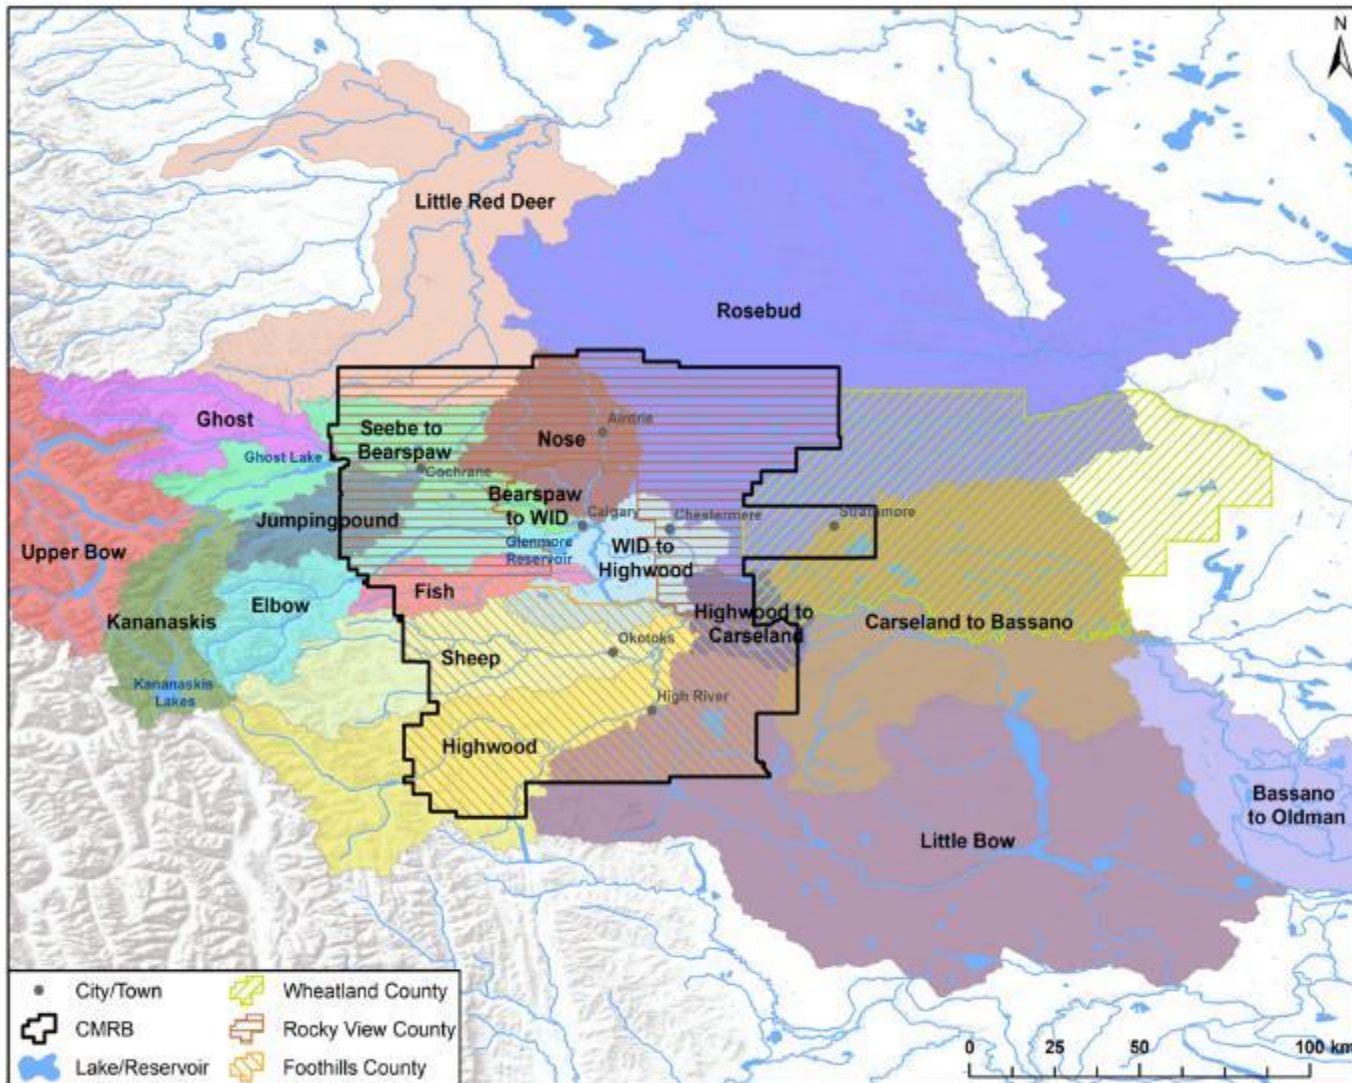 N
Little Red Deer
Rosebud
Ghost
Seebe to
Bearspaw
Nose
Airdrie
Ghost Lake
Cochrane
Bearspaw
to WID
Calgary
Chestermere
Strathmore
Jumpingpound
Glenmore
Reservoir
WID to
Highwood
Upper Bow
Fish
Elbow
Kananaskis
Highwood to
Carseland
Carseland to Bassano
Okotoks
Sheep
Kananaskis
Lakes
High River
Highwood
Bassano
to Oldman
Little Bow
City/Town
Wheatland County
CMRB
Rocky View County
Lake/Reservoir
Foothills County
0 25 50 100 km